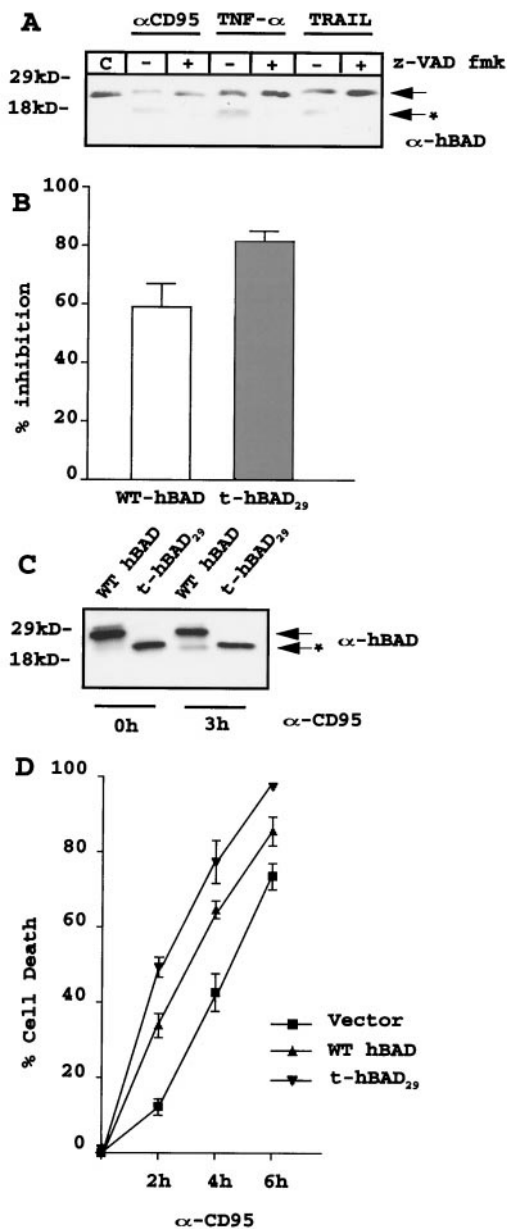 A
αCD95 TNF-α TRAIL
C - + - + - + z-VAD fmk
29kD-
18kD-
*
α-hBAD
B
% inhibition
100
80
60
40
20
0
WT-hBAD t-hBAD₂₉
C
WT hBAD t-hBAD₂₉ WT hBAD t-hBAD₂₉
29kD-
18kD-
* α-hBAD
0h 3h α-CD95
D
% Cell Death
100
80
60
40
20
0
Vector
WT hBAD
t-hBAD₂₉
2h 4h 6h
α-CD95